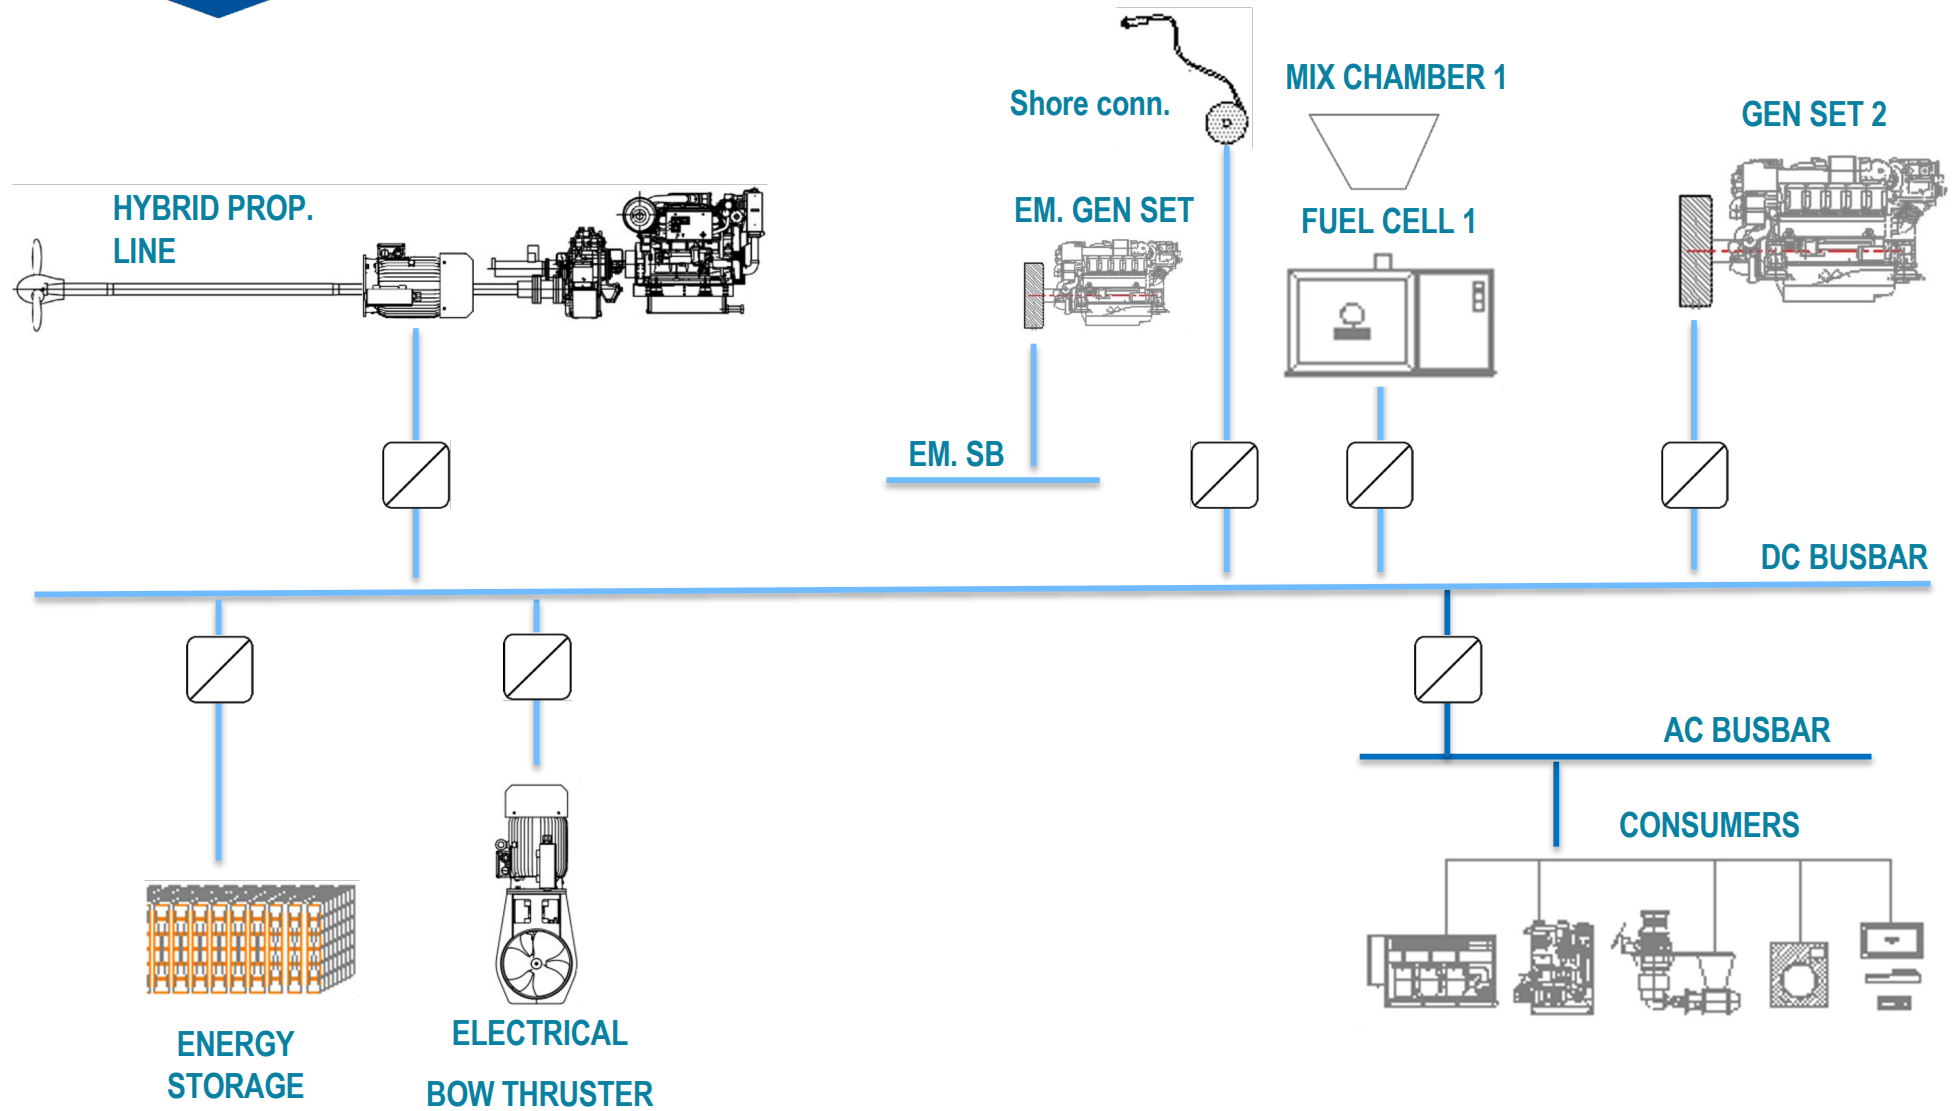 MIX CHAMBER 1
Shore conn.
GEN SET 2
HYBRID PROP.
LINE
EM. GEN SET
FUEL CELL 1
EM. SB
DC BUSBAR
AC BUSBAR
CONSUMERS
ENERGY
STORAGE
ELECTRICAL
BOW THRUSTER